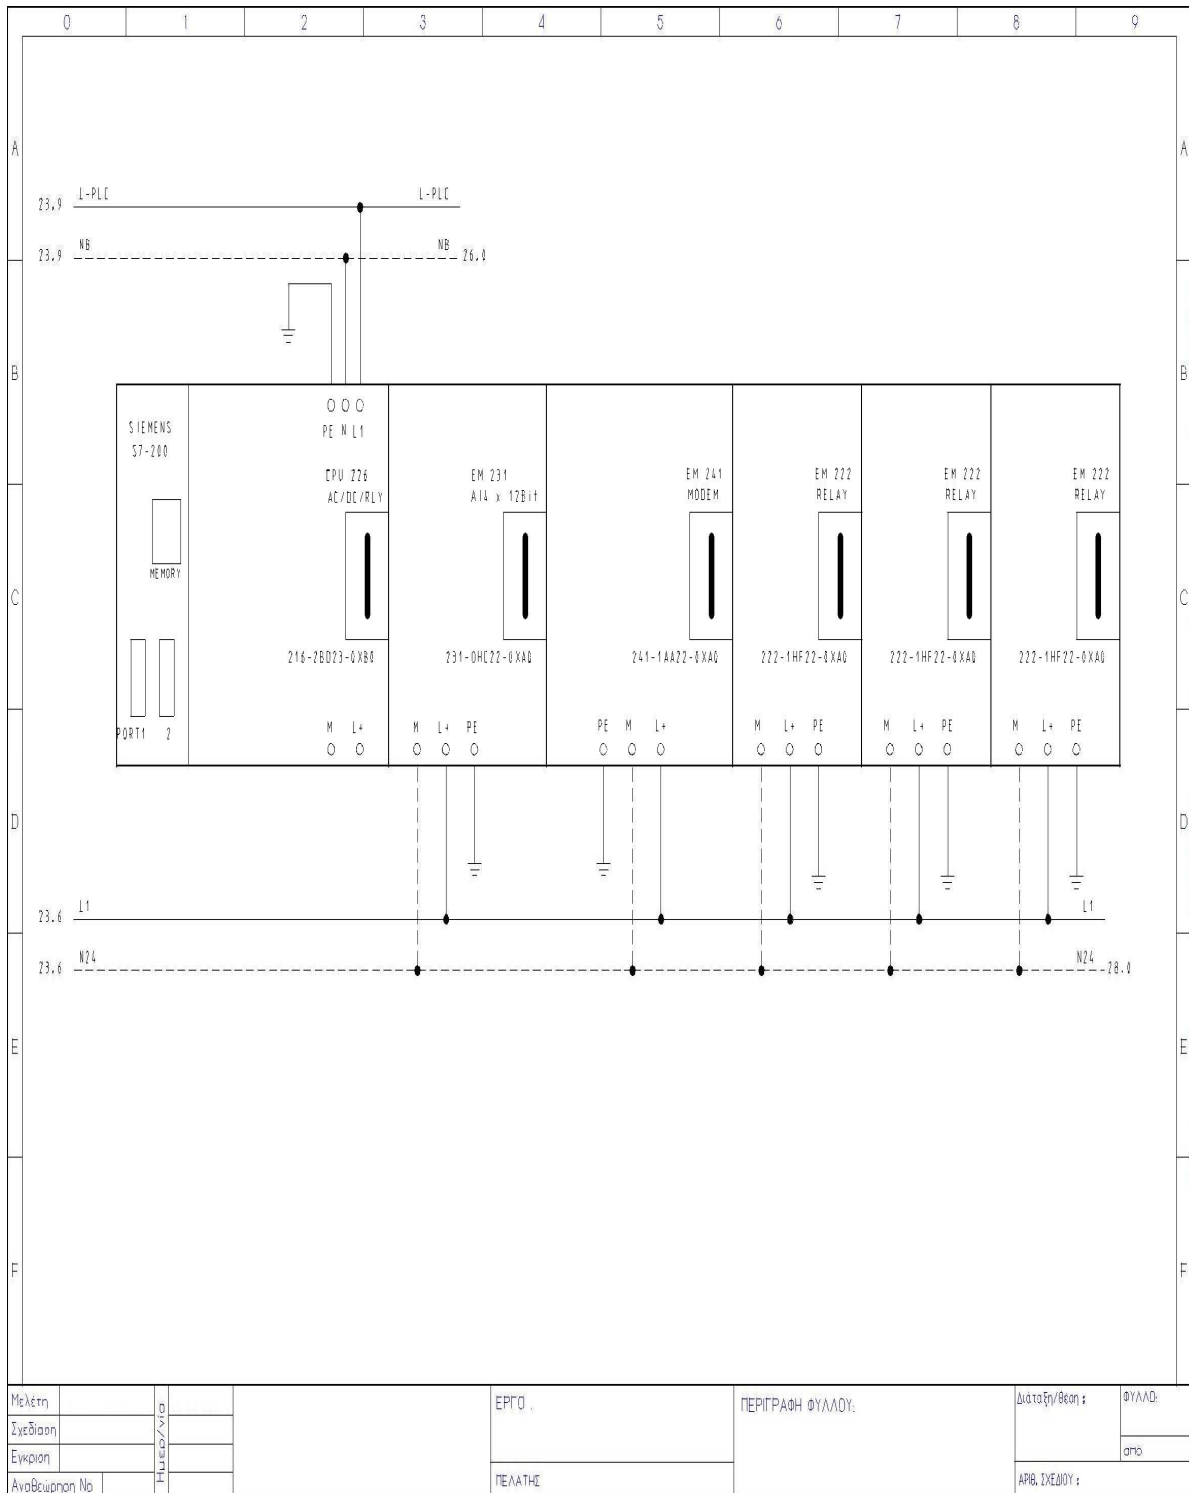 0 1 2 3 4 5 6 7 8 9
A A
L-PLC L-PLC
23.9
NB NB
23.9 26.0
B B
SIEMENS
S7-200
PE N L1
CPU 226
AC/DC/RLY
EM 231
AI4 x 12Bit
EM 241
MODEM
EM 222
RELAY
EM 222
RELAY
EM 222
RELAY
MEMORY
C C
216-2BD23-0XB0
231-0HC22-0XA0
241-1AA22-0XA0
222-1HF22-0XA0
222-1HF22-0XA0
222-1HF22-0XA0
PORT1 2
M L+
M L+ PE
PE M L+
M L+ PE
M L+ PE
M L+ PE
D D
L1 L1
23.6
N24 N24
23.6 28.0
E E
F F
Μελέτη
Σχεδίαση
Εγκριση
Αναθεώρηση Νο
Ημερ/νία
ΕΡΓΟ :
ΠΕΛΑΤΗΣ
ΠΕΡΙΓΡΑΦΗ ΦΥΛΛΟΥ:
Διάταξη/θέση :
ΦΥΛΛΟ:
από
ΑΡΙΘ. ΣΧΕΔΙΟΥ :